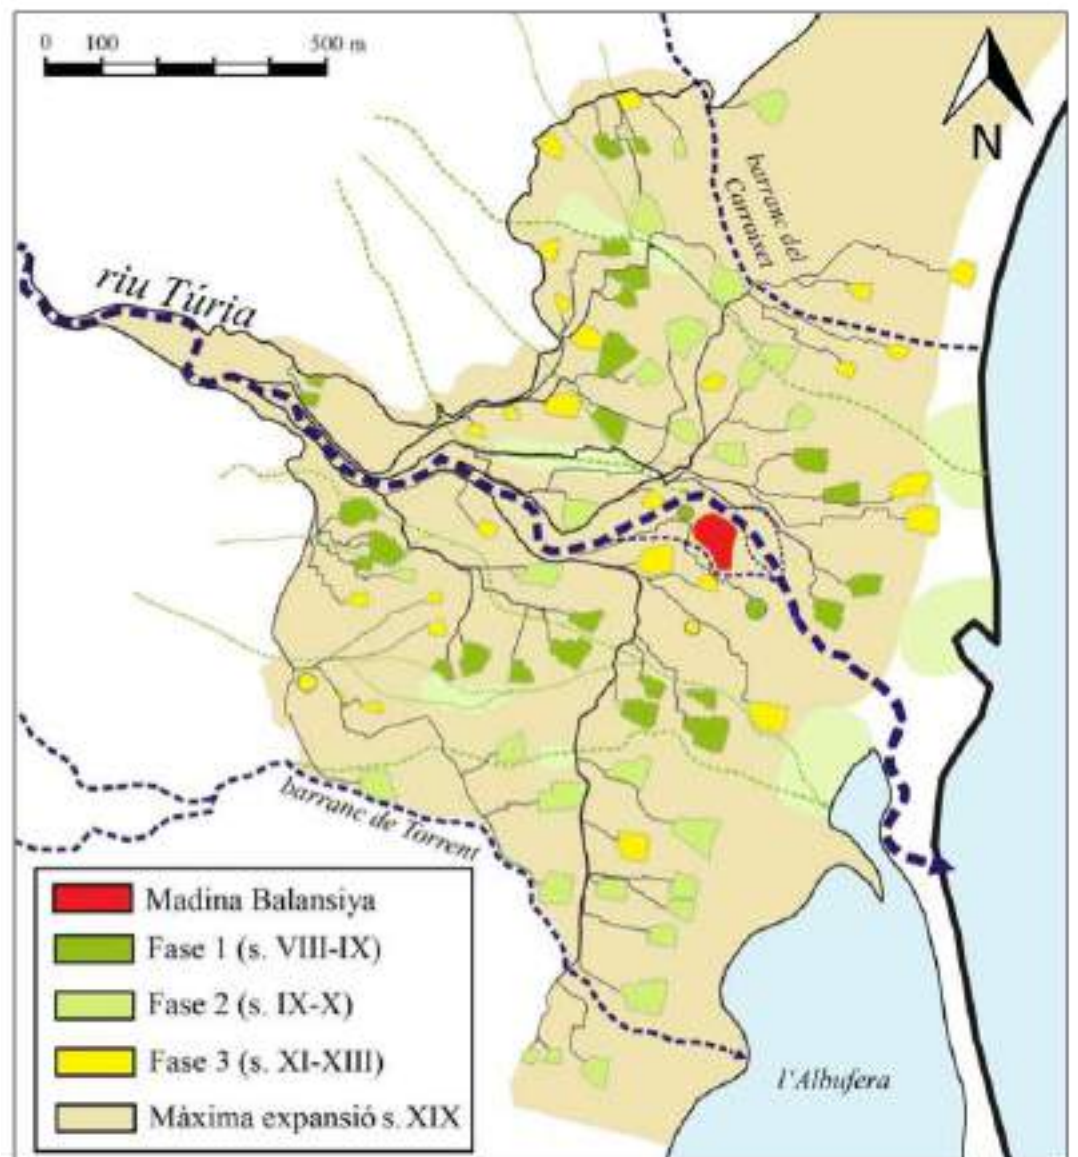 0 100 500 m
N
barranc del
Carraixet
riu Túria
barranc de Torrent
Madina Balansiya
Fase 1 (s. VIII-IX)
Fase 2 (s. IX-X)
Fase 3 (s. XI-XIII)
Màxima expansió s. XIX
l'Albufera